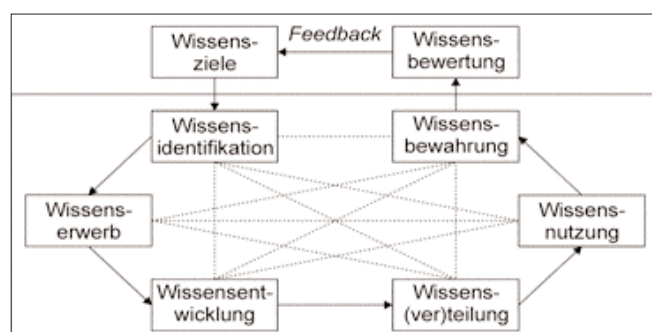 Wissens-
ziele
Feedback
Wissens-
bewertung
Wissens-
identifikation
Wissens-
bewahrung
Wissens-
erwerb
Wissens-
nutzung
Wissensent-
wicklung
Wissens-
(ver)teilung